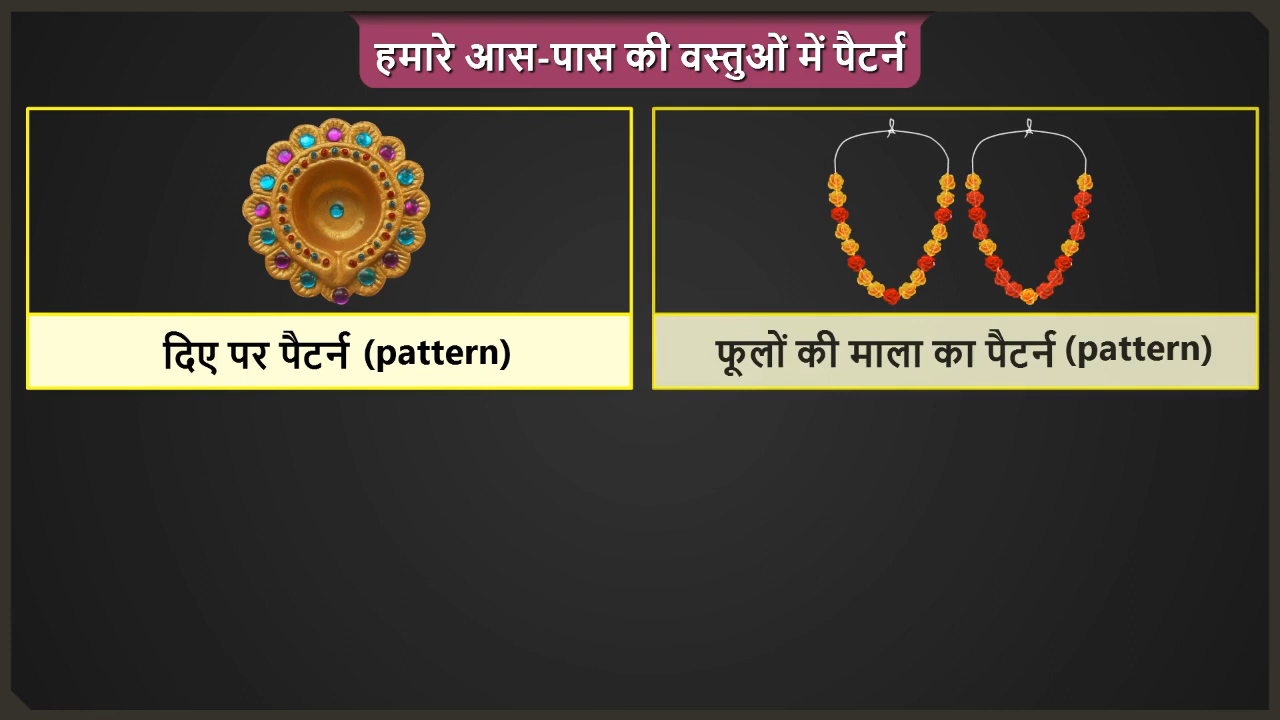 हमारे आस-पास की वस्तुओं में पैटर्न
दिए पर पैटर्न (pattern)
फूलों की माला का पैटर्न (pattern)